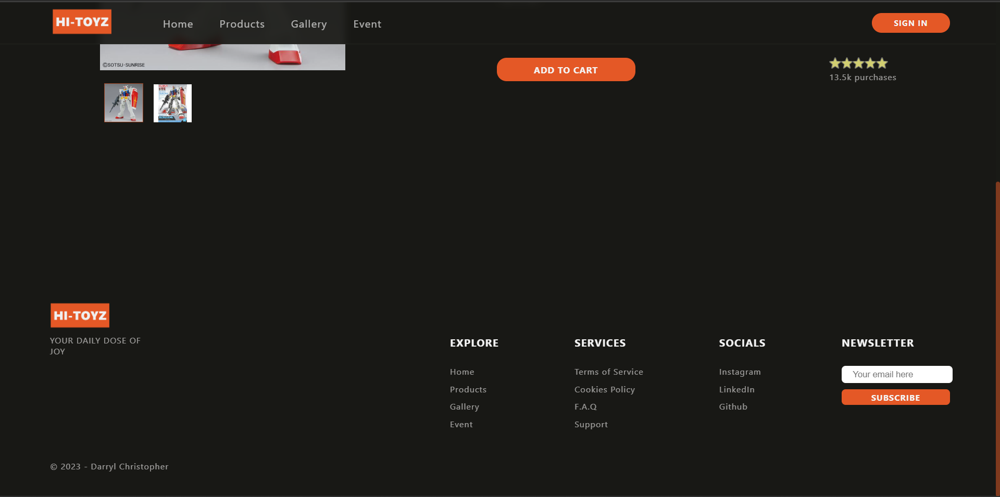 HI-TOYZ
Home
Products
Gallery
Event
SIGN IN
©SOTSU·SUNRISE
ADD TO CART
13.5k purchases
HI-TOYZ
YOUR DAILY DOSE OF
JOY
EXPLORE
Home
Products
Gallery
Event
SERVICES
Terms of Service
Cookies Policy
F.A.Q
Support
SOCIALS
Instagram
LinkedIn
Github
NEWSLETTER
Your email here
SUBSCRIBE
© 2023 - Darryl Christopher